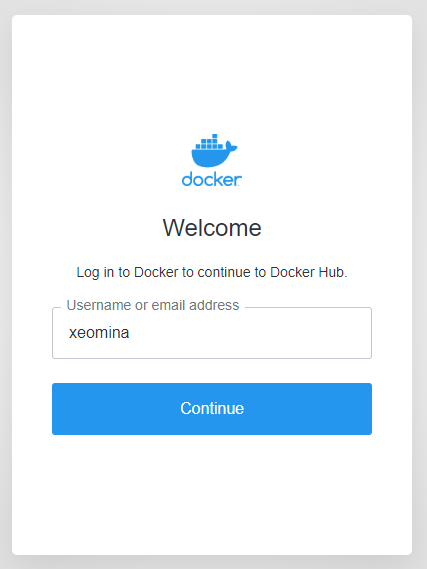 docker
Welcome
Log in to Docker to continue to Docker Hub.
Username or email address
xeomina
Continue